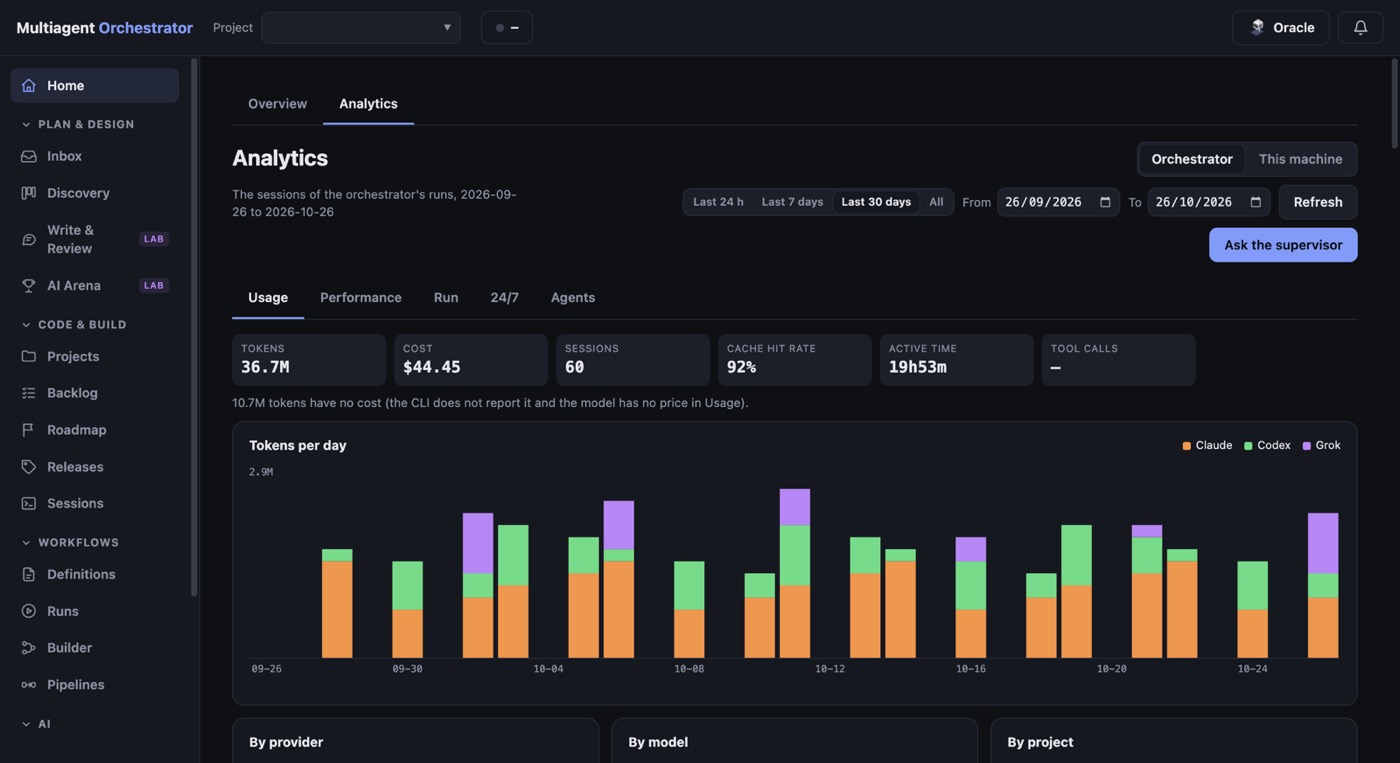 Multiagent Orchestrator
Project
–
Oracle
Home
PLAN & DESIGN
Inbox
Discovery
Write &
Review
LAB
AI Arena
LAB
CODE & BUILD
Projects
Backlog
Roadmap
Releases
Sessions
WORKFLOWS
Definitions
Runs
Builder
Pipelines
AI
Overview
Analytics
Analytics
Orchestrator
This machine
The sessions of the orchestrator's runs, 2026-09-
26 to 2026-10-26
Last 24 h
Last 7 days
Last 30 days
All
From
26/09/2026
To
26/10/2026
Refresh
Ask the supervisor
Usage
Performance
Run
24/7
Agents
TOKENS
36.7M
COST
$44.45
SESSIONS
60
CACHE HIT RATE
92%
ACTIVE TIME
19h53m
TOOL CALLS
—
10.7M tokens have no cost (the CLI does not report it and the model has no price in Usage).
Tokens per day
Claude
Codex
Grok
2.9M
09-26
09-30
10-04
10-08
10-12
10-16
10-20
10-24
By provider
By model
By project